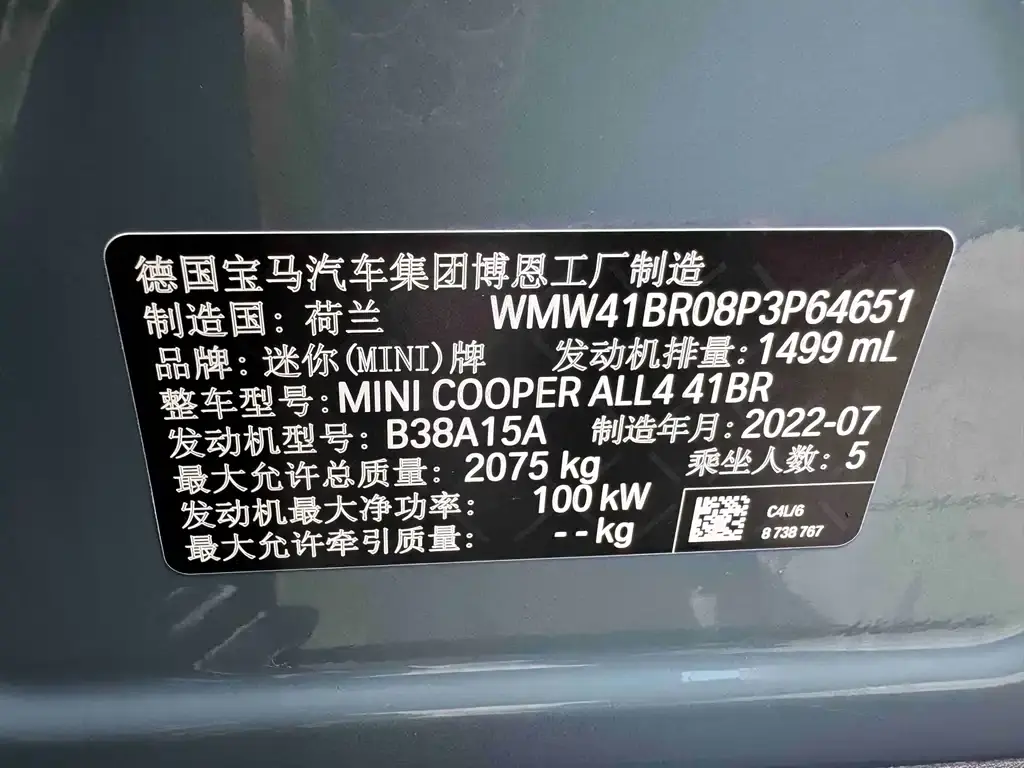 德国宝马汽车集团博恩工厂制造
制造国: 荷兰 WMW41BR08P3P64651
品牌: 迷你(MINI)牌 发动机排量: 1499 mL
整车型号: MINI COOPER ALL4 41BR
发动机型号: B38A15A 制造年月: 2022-07
最大允许总质量: 2075 kg 乘坐人数: 5
发动机最大净功率: 100 kW
最大允许牵引质量: -- kg
C4L/6
8 738 767